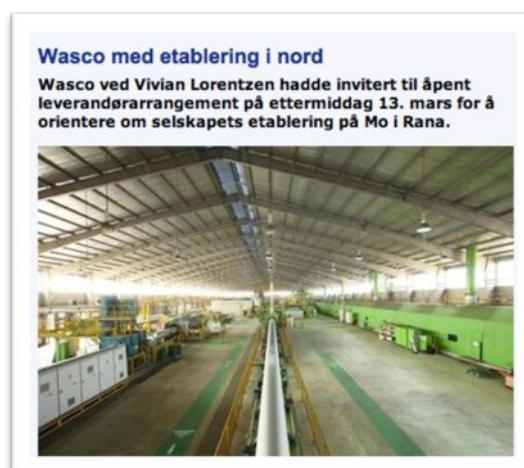 Wasco med etablering i nord
Wasco ved Vivian Lorentzen hadde invitert til åpent
leverandørarrangement på ettermiddag 13. mars for å
orientere om selskapets etablering på Mo i Rana.